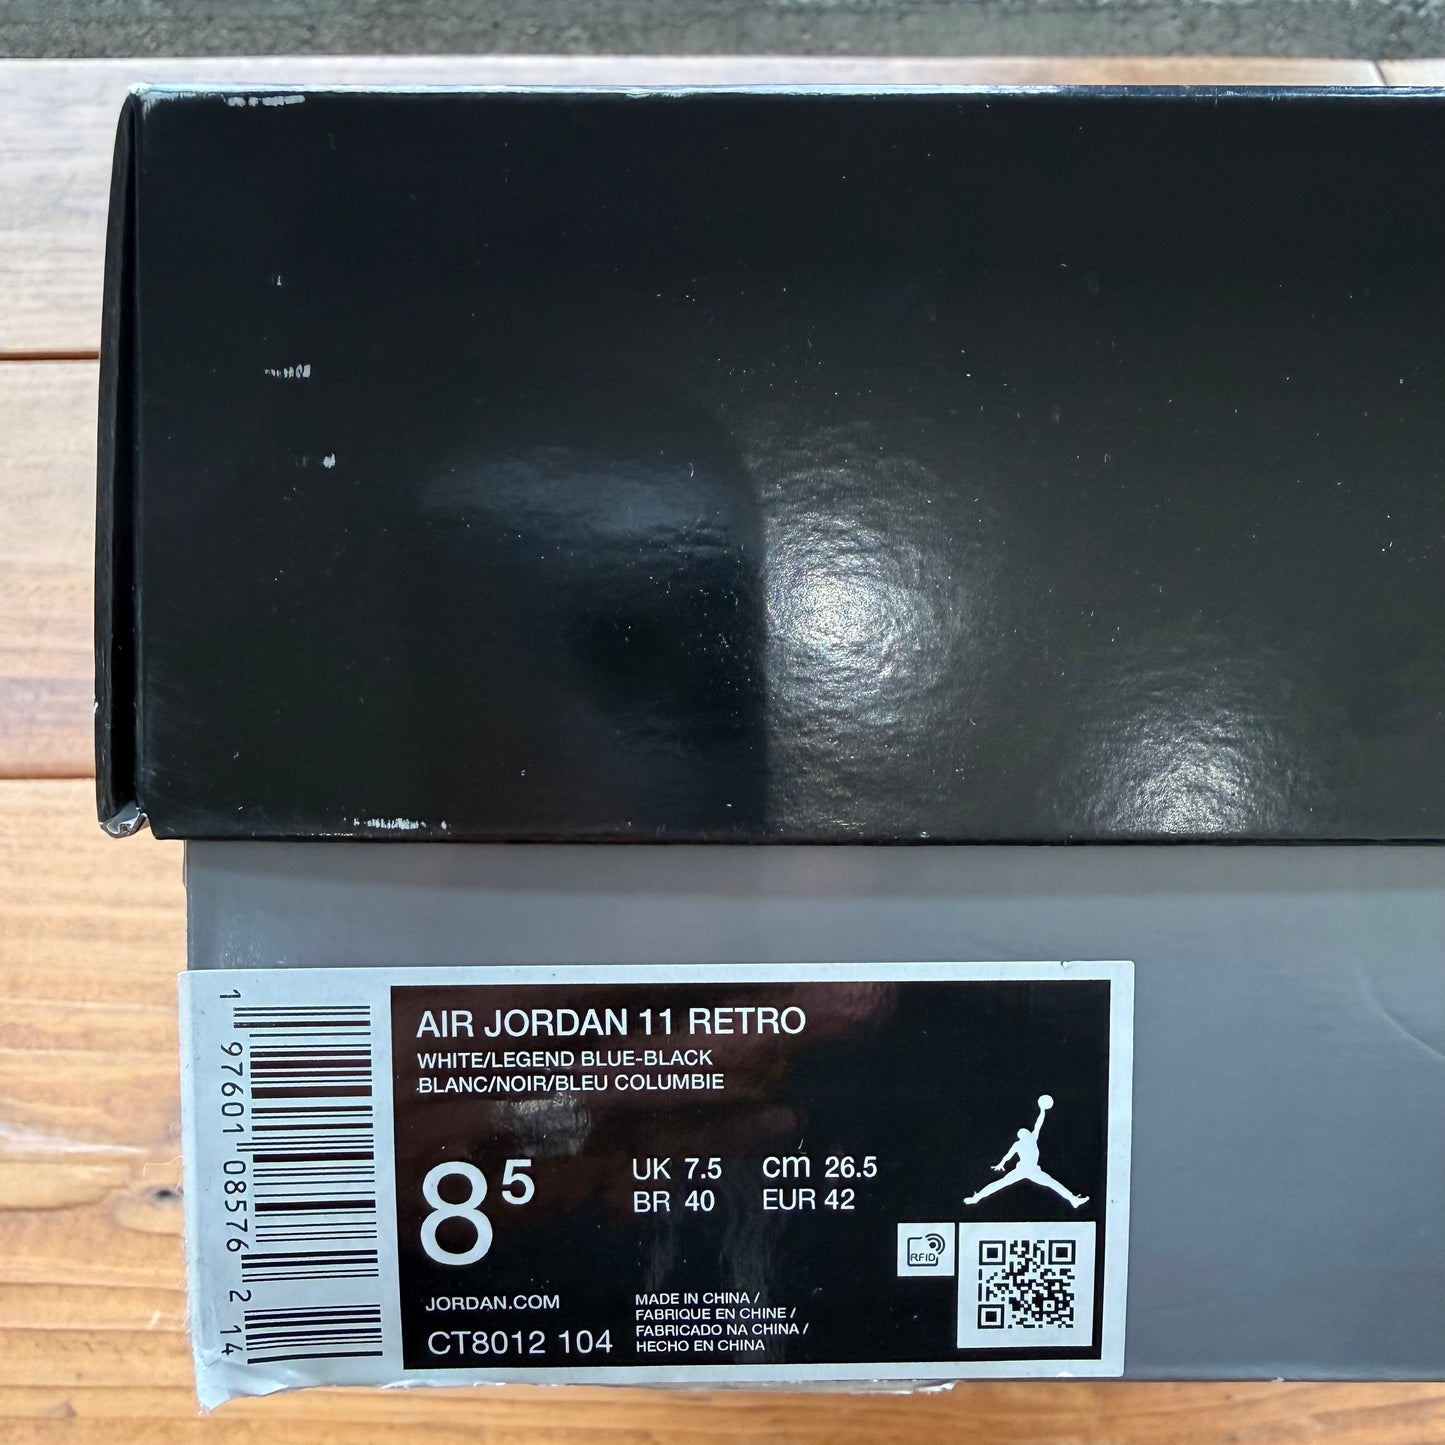 AIR JORDAN 11 RETRO
WHITE/LEGEND BLUE-BLACK
BLANC/NOIR/BLEU COLUMBIE
8⁵
UK 7.5 cm 26.5
BR 40 EUR 42
RFID
JORDAN.COM
CT8012 104
MADE IN CHINA /
FABRIQUE EN CHINE /
FABRICADO NA CHINA /
HECHO EN CHINA
1 97601 08576 2 14